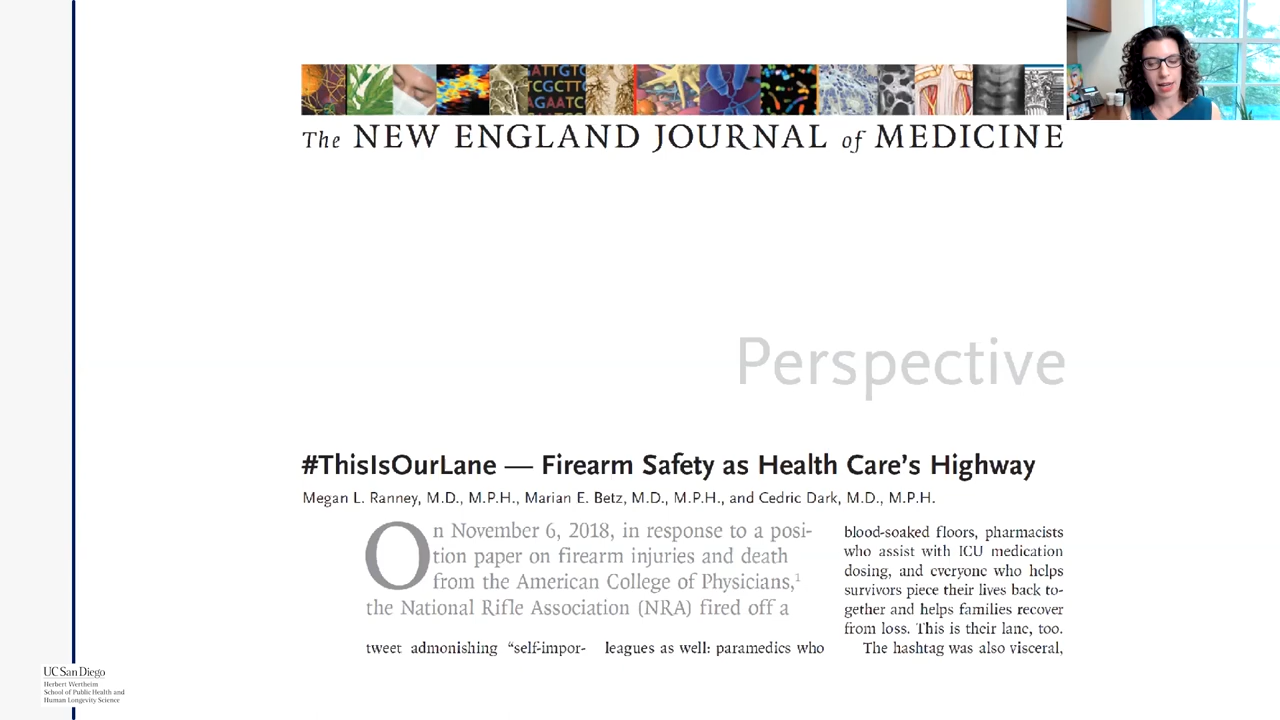 ATTGTC
TCGCTTC
AGAATC
The NEW ENGLAND JOURNAL of MEDICINE
Perspective
#ThisIsOurLane — Firearm Safety as Health Care’s Highway
Megan L. Ranney, M.D., M.P.H., Marian E. Betz, M.D., M.P.H., and Cedric Dark, M.D., M.P.H.
On November 6, 2018, in response to a posi-
tion paper on firearm injuries and death
from the American College of Physicians,1
the National Rifle Association (NRA) fired off a
tweet admonishing “self-impor-
leagues as well: paramedics who
blood-soaked floors, pharmacists
who assist with ICU medication
dosing, and everyone who helps
survivors piece their lives back to-
gether and helps families recover
from loss. This is their lane, too.
The hashtag was also visceral,
UC San Diego
Herbert Wertheim
School of Public Health and
Human Longevity Science